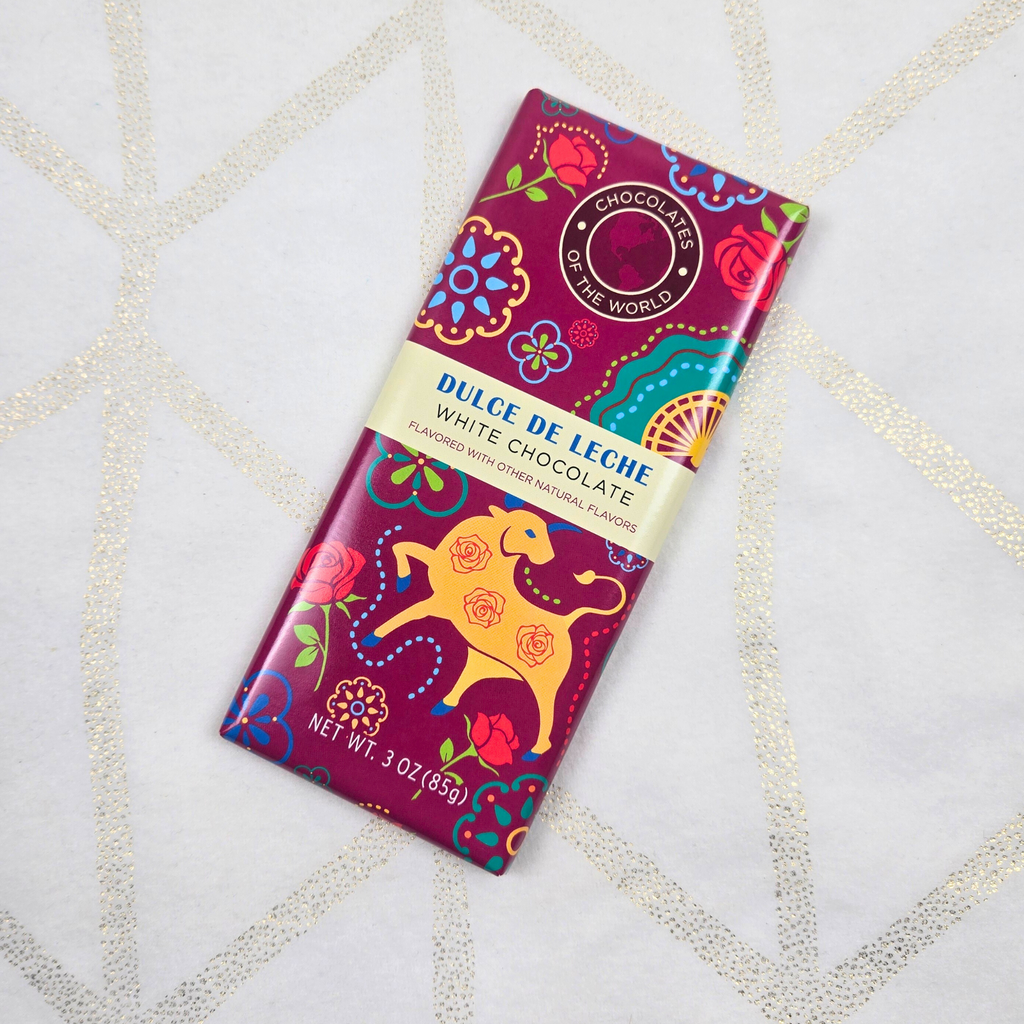 CHOCOLATES
OF THE WORLD
DULCE DE LECHE
WHITE CHOCOLATE
FLAVORED WITH OTHER NATURAL FLAVORS
NET WT. 3 OZ (85g)